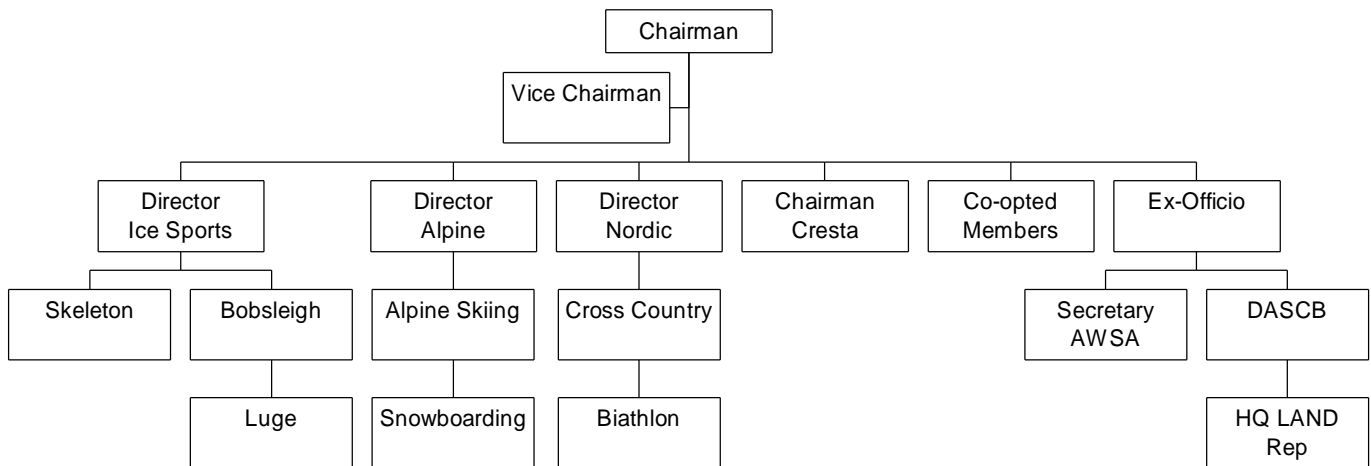 Chairman
Vice Chairman
Director
Ice Sports
Director
Alpine
Director
Nordic
Chairman
Cresta
Co-opted
Members
Ex-Officio
Skeleton
Bobsleigh
Alpine Skiing
Cross Country
Secretary
AWSA
DASCB
Luge
Snowboarding
Biathlon
HQ LAND
Rep